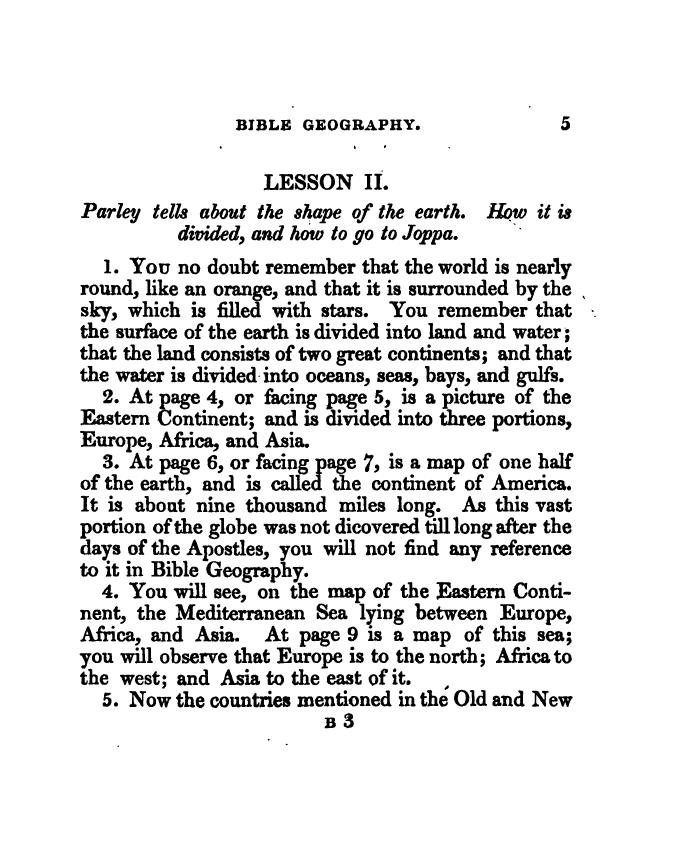 BIBLE GEOGRAPHY. 5
LESSON II.
Parley tells about the shape of the earth. How it is
divided, and how to go to Joppa.
1. You no doubt remember that the world is nearly
round, like an orange, and that it is surrounded by the
sky, which is filled with stars. You remember that
the surface of the earth is divided into land and water;
that the land consists of two great continents; and that
the water is divided into oceans, seas, bays, and gulfs.
2. At page 4, or facing page 5, is a picture of the
Eastern Continent; and is divided into three portions,
Europe, Africa, and Asia.
3. At page 6, or facing page 7, is a map of one half
of the earth, and is called the continent of America.
It is about nine thousand miles long. As this vast
portion of the globe was not dicovered till long after the
days of the Apostles, you will not find any reference
to it in Bible Geography.
4. You will see, on the map of the Eastern Conti-
nent, the Mediterranean Sea lying between Europe,
Africa, and Asia. At page 9 is a map of this sea;
you will observe that Europe is to the north; Africa to
the west; and Asia to the east of it.
5. Now the countries mentioned in the Old and New
B 3